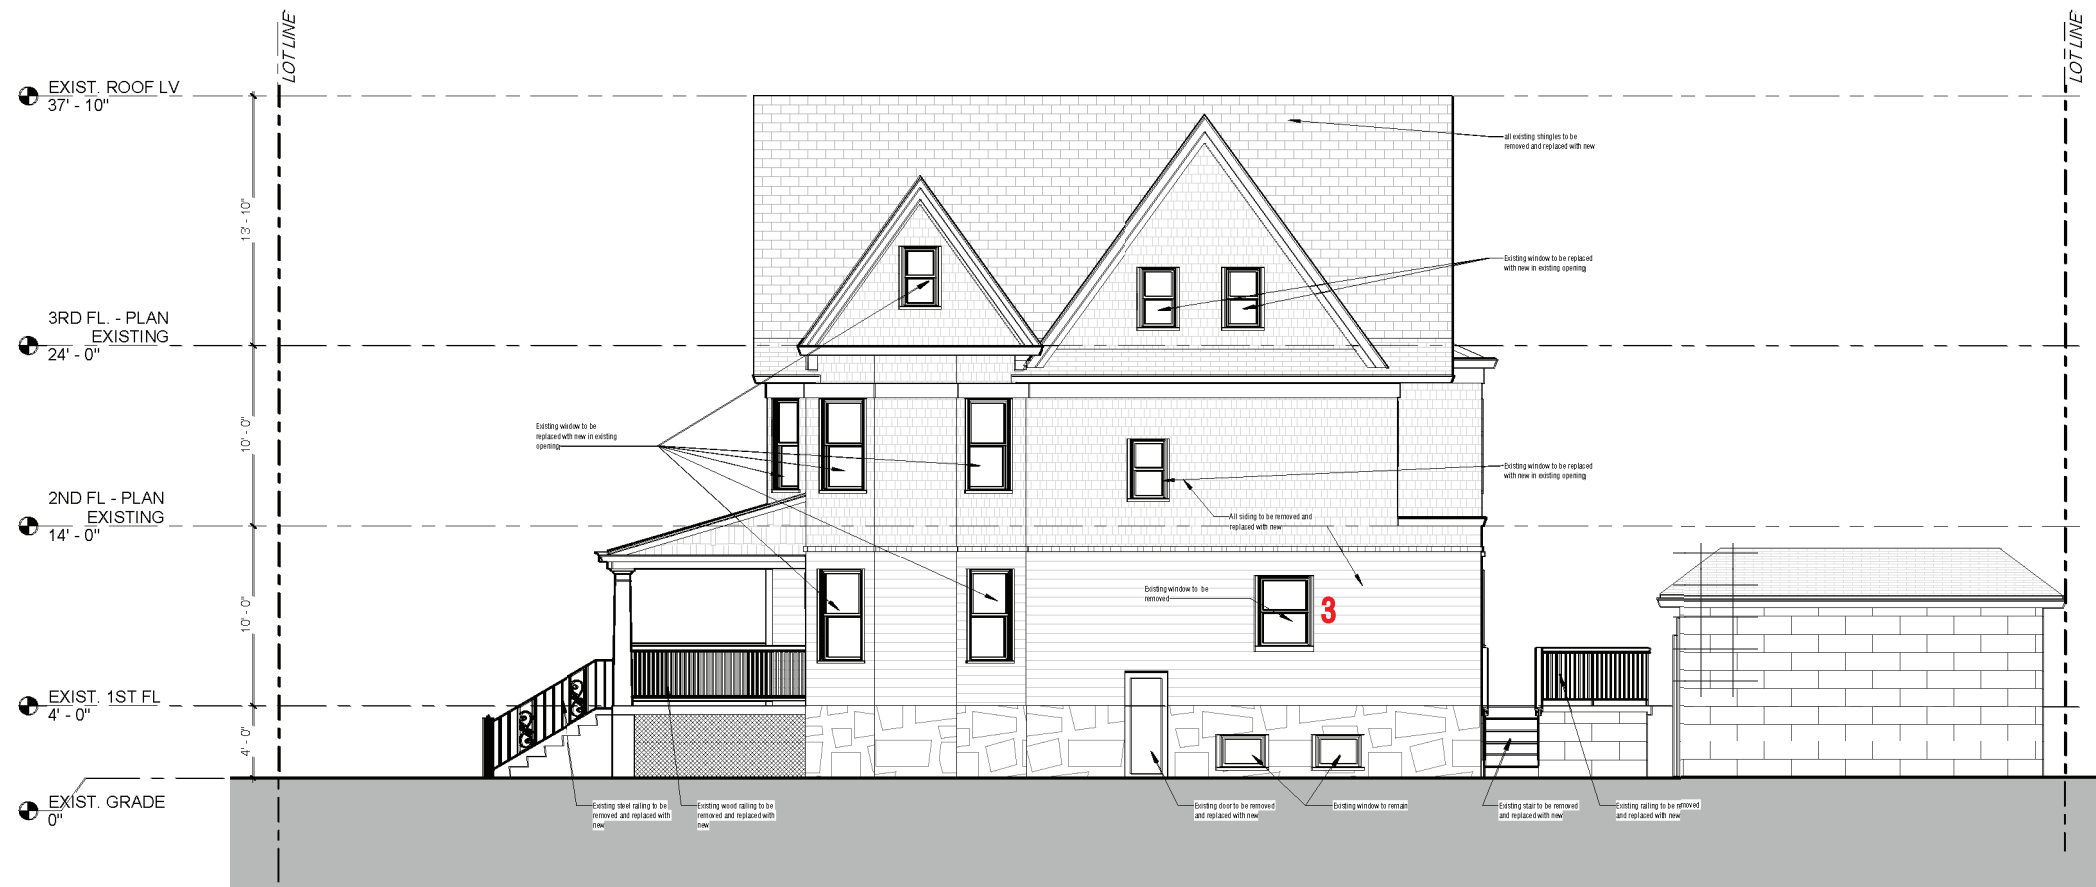 LOT LINE
LOT LINE
EXIST. ROOF LV
37' - 10"
all existing shingles to be
removed and replaced with new
13' - 10"
Existing window to be replaced
with new in existing opening
3RD FL. - PLAN
EXISTING
24' - 0"
Existing window to be
replaced with new in existing
opening
10' - 0"
Existing window to be replaced
with new in existing opening
2ND FL - PLAN
EXISTING
14' - 0"
All siding to be removed and
replaced with new
Existing window to be
removed
3
10' - 0"
EXIST. 1ST FL
4' - 0"
4' - 0"
EXIST. GRADE
0"
Existing steel railing to be
removed and replaced with
new
Existing wood railing to be
removed and replaced with
new
Existing door to be removed
and replaced with new
Existing window to remain
Existing stair to be removed
and replaced with new
Existing railing to be removed
and replaced with new